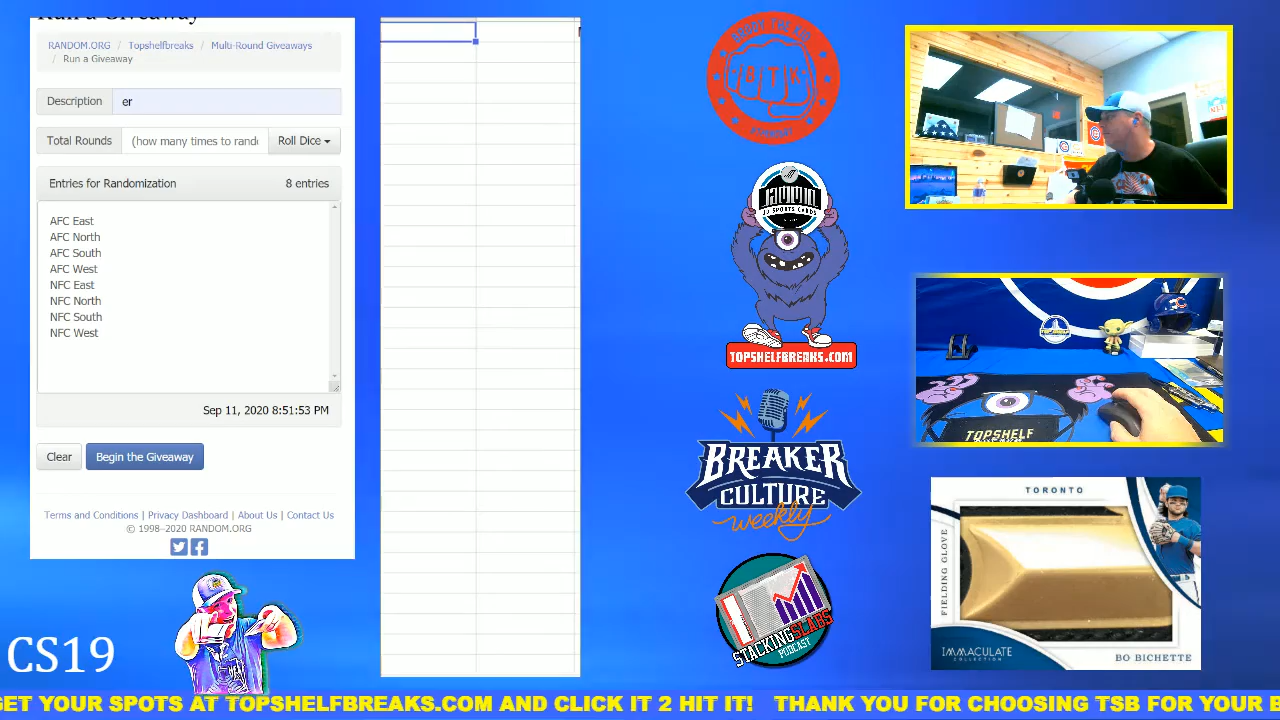 Run a Giveaway
RANDOM.ORG / Topshelfbreaks Multi-Round Giveaways
/ Run a Giveaway
Description er
Total Rounds (how many times to rand Roll Dice
Entries for Randomization 8 entries
AFC East
AFC North
AFC South
AFC West
NFC East
NFC North
NFC South
NFC West
Sep 11, 2020 8:51:53 PM
Clear Begin the Giveaway
Terms and Conditions | Privacy Dashboard | About Us | Contact Us
© 1998–2020 RANDOM.ORG
CS19
BTK
JAMMIN
JD SPORTS CARDS
TOPSHELFBREAKS.COM
BREAKER
CULTURE
weekly
STACKING SLABS
PODCAST
TOPSHELF
TORONTO
FIELDING GLOVE
IMMACULATE
COLLECTION
BO BICHETTE
GET YOUR SPOTS AT TOPSHELFBREAKS.COM AND CLICK IT 2 HIT IT! THANK YOU FOR CHOOSING TSB FOR YOUR B